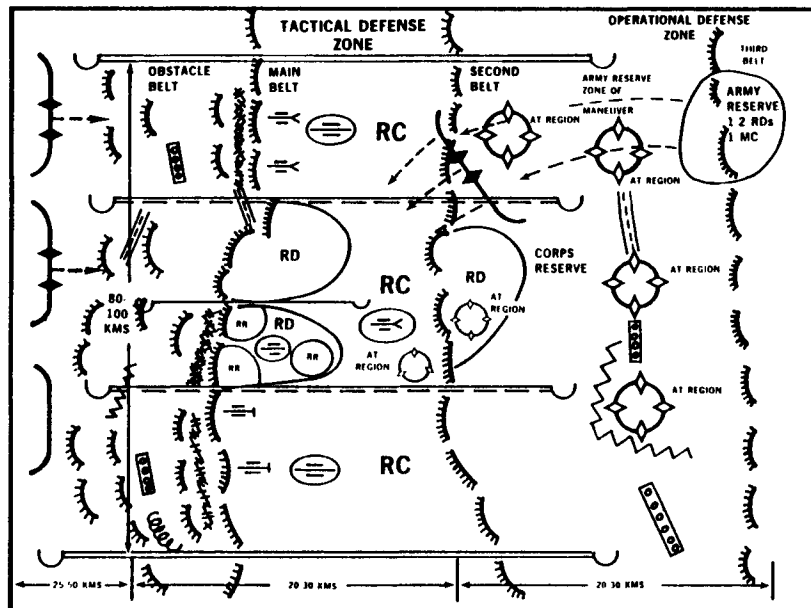 TACTICAL DEFENSE
ZONE
OPERATIONAL DEFENSE
ZONE
THIRD
BELT
OBSTACLE
BELT
MAIN
BELT
SECOND
BELT
ARMY RESERVE
ZONE OF
MANEUVER
ARMY
RESERVE
1 2 RDs
1 MC
RC
AT REGION
AT REGION
RD
RC
RD
CORPS
RESERVE
AT REGION
80-
100
KMS
RR
RD
AT
REGION
RR
RR
AT
REGION
AT REGION
RC
25 50 KMS
20 30 KMS
20 30 KMS